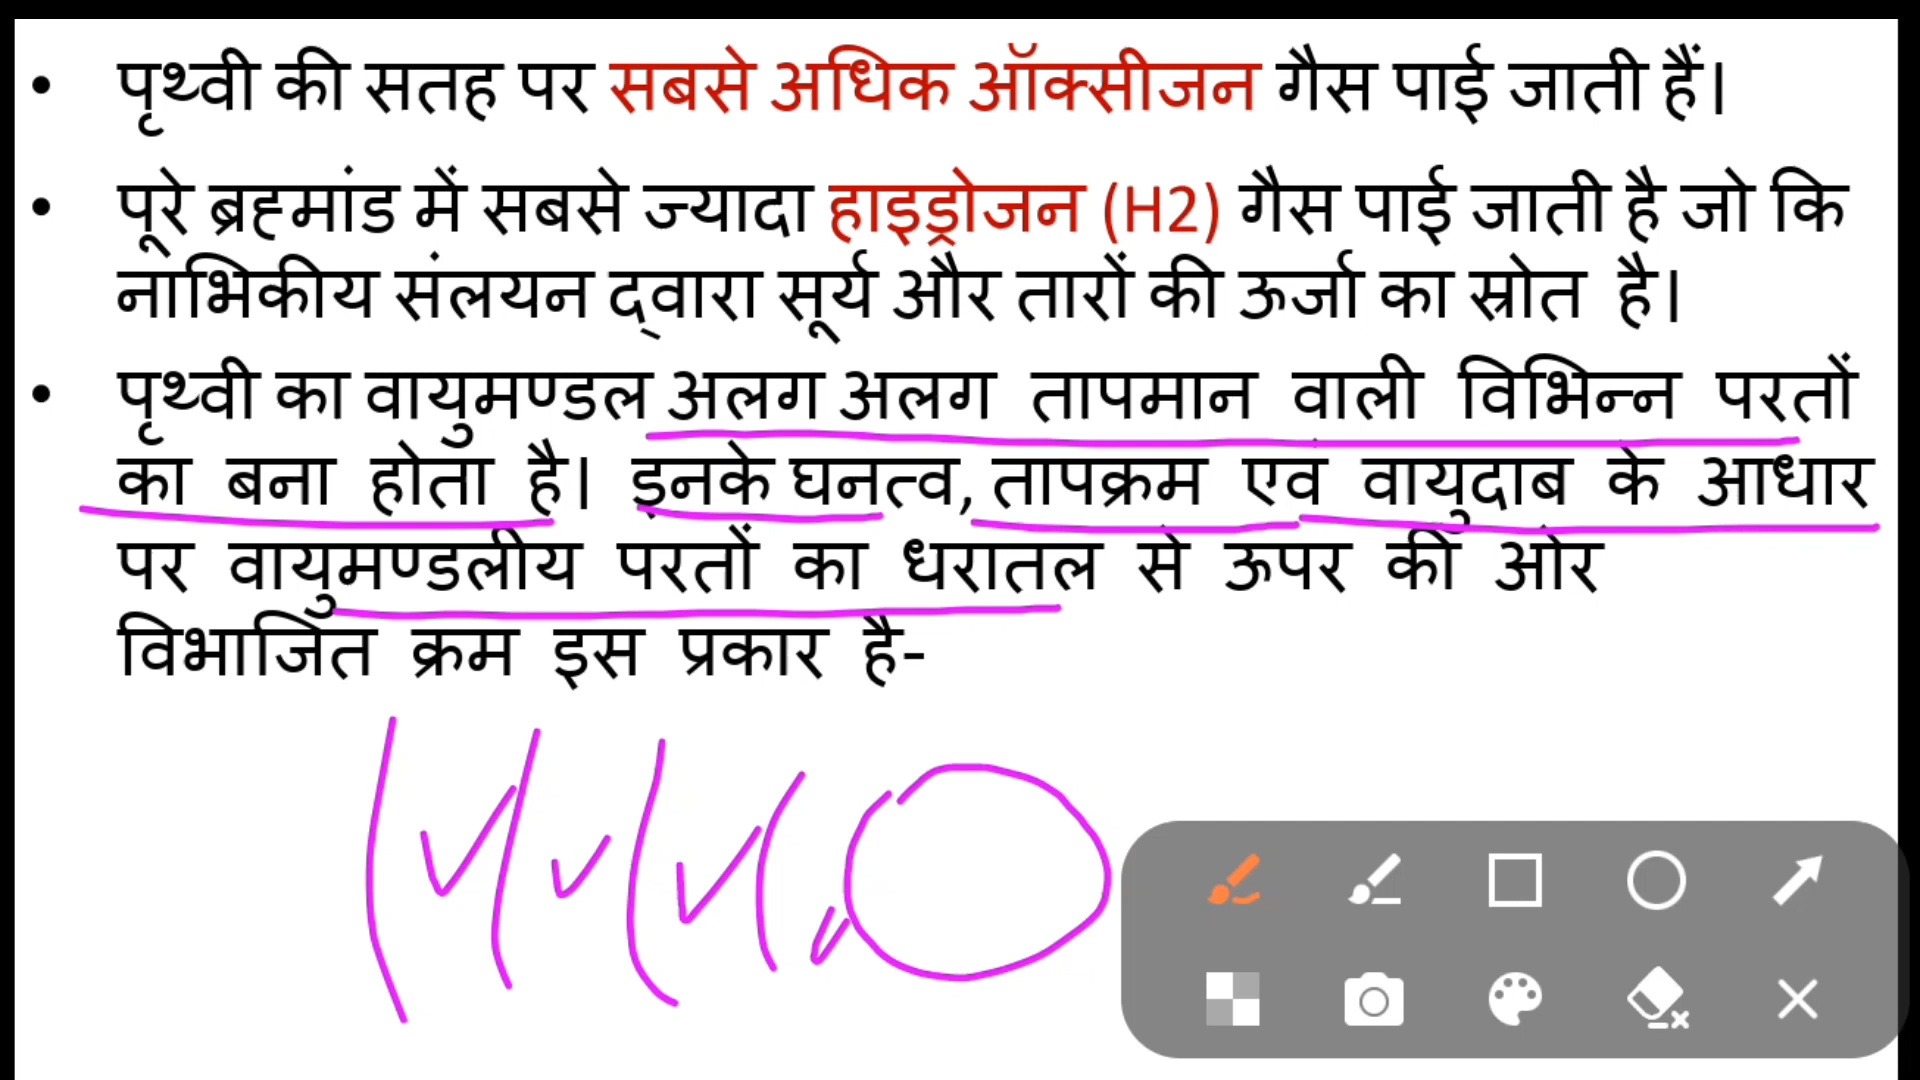 • पृथ्वी की सतह पर सबसे अधिक ऑक्सीजन गैस पाई जाती हैं।
• पूरे ब्रह्मांड में सबसे ज्यादा हाइड्रोजन (H2) गैस पाई जाती है जो कि
नाभिकीय संलयन द्वारा सूर्य और तारों की ऊर्जा का स्रोत है।
• पृथ्वी का वायुमण्डल अलग अलग तापमान वाली विभिन्न परतों
का बना होता है। इनके घनत्व, तापक्रम एवं वायुदाब के आधार
पर वायुमण्डलीय परतों का धरातल से ऊपर की ओर
विभाजित क्रम इस प्रकार है-